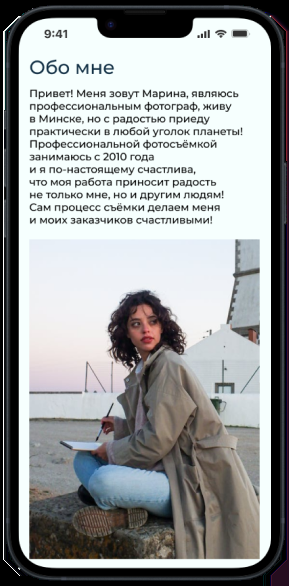 9:41
Обо мне
Привет! Меня зовут Марина, являюсь
профессиональным фотограф, живу
в Минске, но с радостью приеду
практически в любой уголок планеты!
Профессиональной фотосъёмкой
занимаюсь с 2010 года
и я по-настоящему счастлива,
что моя работа приносит радость
не только мне, но и другим людям!
Сам процесс съёмки делаем меня
и моих заказчиков счастливыми!